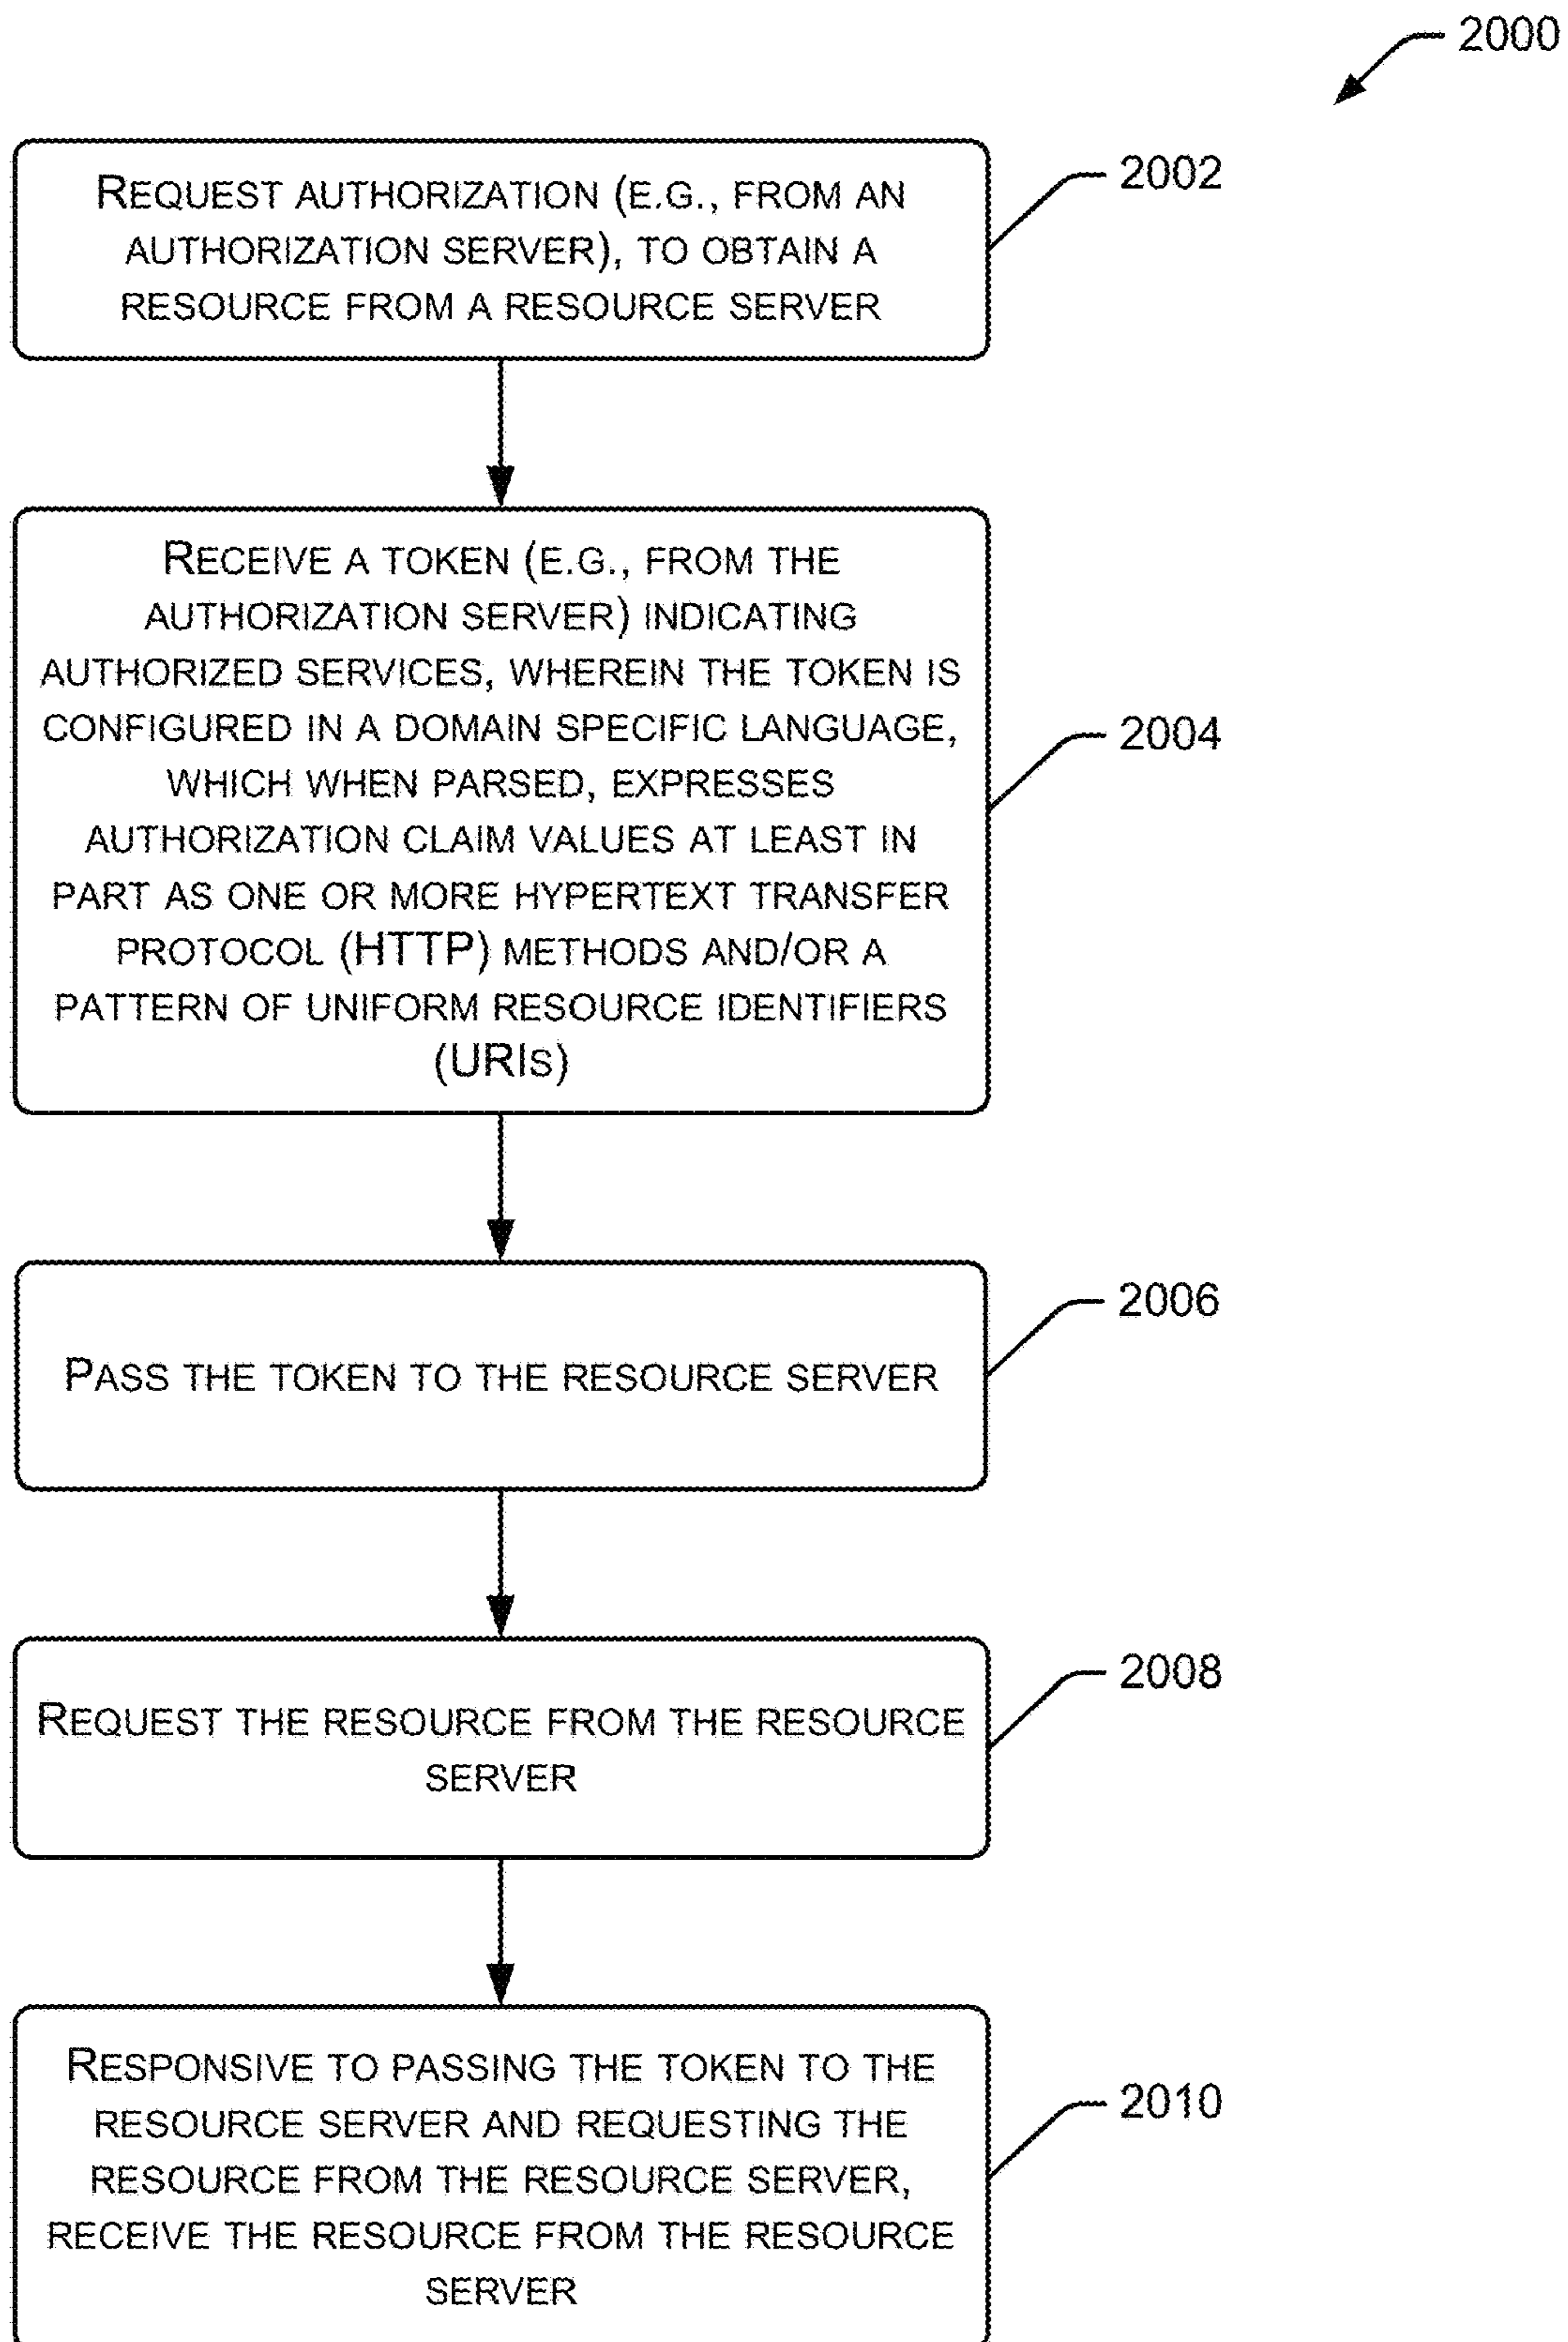 2000
REQUEST AUTHORIZATION (E.G., FROM AN
AUTHORIZATION SERVER), TO OBTAIN A
RESOURCE FROM A RESOURCE SERVER
2002
RECEIVE A TOKEN (E.G., FROM THE
AUTHORIZATION SERVER) INDICATING
AUTHORIZED SERVICES, WHEREIN THE TOKEN IS
CONFIGURED IN A DOMAIN SPECIFIC LANGUAGE,
WHICH WHEN PARSED, EXPRESSES
AUTHORIZATION CLAIM VALUES AT LEAST IN
PART AS ONE OR MORE HYPERTEXT TRANSFER
PROTOCOL (HTTP) METHODS AND/OR A
PATTERN OF UNIFORM RESOURCE IDENTIFIERS
(URIS)
2004
PASS THE TOKEN TO THE RESOURCE SERVER
2006
REQUEST THE RESOURCE FROM THE RESOURCE
SERVER
2008
RESPONSIVE TO PASSING THE TOKEN TO THE
RESOURCE SERVER AND REQUESTING THE
RESOURCE FROM THE RESOURCE SERVER,
RECEIVE THE RESOURCE FROM THE RESOURCE
SERVER
2010